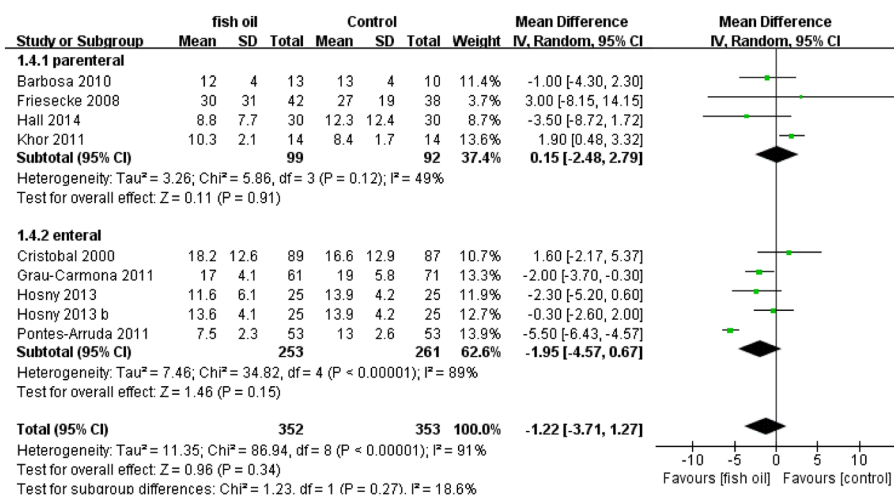 fish oil Control Mean Difference Mean Difference
Study or Subgroup Mean SD Total Mean SD Total Weight IV, Random, 95% CI IV, Random, 95% CI
1.4.1 parenteral
Barbosa 2010 12 4 13 13 4 10 11.4% -1.00 [-4.30, 2.30]
Friesecke 2008 30 31 42 27 19 38 3.7% 3.00 [-8.15, 14.15]
Hall 2014 8.8 7.7 30 12.3 12.4 30 8.7% -3.50 [-8.72, 1.72]
Khor 2011 10.3 2.1 14 8.4 1.7 14 13.6% 1.90 [0.48, 3.32]
Subtotal (95% CI) 99 92 37.4% 0.15 [-2.48, 2.79]
Heterogeneity: Tau² = 3.26; Chi² = 5.86, df = 3 (P = 0.12); I² = 49%
Test for overall effect: Z = 0.11 (P = 0.91)
1.4.2 enteral
Cristobal 2000 18.2 12.6 89 16.6 12.9 87 10.7% 1.60 [-2.17, 5.37]
Grau-Carmona 2011 17 4.1 61 19 5.8 71 13.3% -2.00 [-3.70, -0.30]
Hosny 2013 11.6 6.1 25 13.9 4.2 25 11.9% -2.30 [-5.20, 0.60]
Hosny 2013 b 13.6 4.1 25 13.9 4.2 25 12.7% -0.30 [-2.60, 2.00]
Pontes-Arruda 2011 7.5 2.3 53 13 2.6 53 13.9% -5.50 [-6.43, -4.57]
Subtotal (95% CI) 253 261 62.6% -1.95 [-4.57, 0.67]
Heterogeneity: Tau² = 7.46; Chi² = 34.82, df = 4 (P < 0.00001); I² = 89%
Test for overall effect: Z = 1.46 (P = 0.15)
Total (95% CI) 352 353 100.0% -1.22 [-3.71, 1.27]
Heterogeneity: Tau² = 11.35; Chi² = 86.94, df = 8 (P < 0.00001); I² = 91%
Test for overall effect: Z = 0.96 (P = 0.34)
Test for subgroup differences: Chi² = 1.23, df = 1 (P = 0.27), I² = 18.6%
-10 -5 0 5 10
Favours [fish oil] Favours [control]